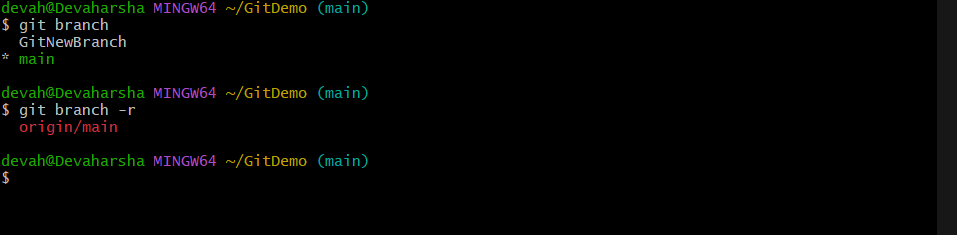 devah@Devaharsha MINGW64 ~/GitDemo (main)
$ git branch
  GitNewBranch
* main

devah@Devaharsha MINGW64 ~/GitDemo (main)
$ git branch -r
  origin/main

devah@Devaharsha MINGW64 ~/GitDemo (main)
$